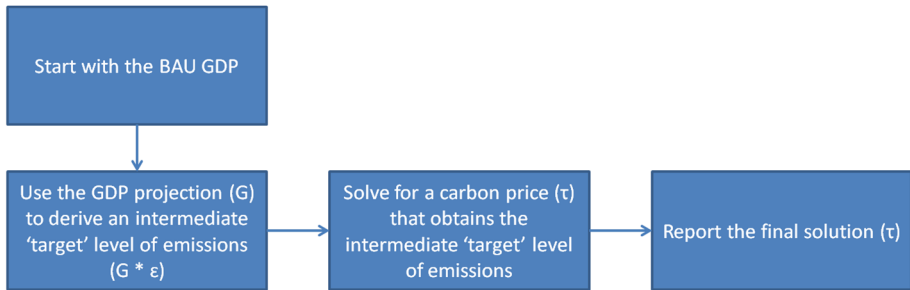 Start with the BAU GDP
Use the GDP projection (G)
to derive an intermediate
‘target’ level of emissions
(G * ε)
Solve for a carbon price (τ)
that obtains the
intermediate ‘target’ level
of emissions
Report the final solution (τ)